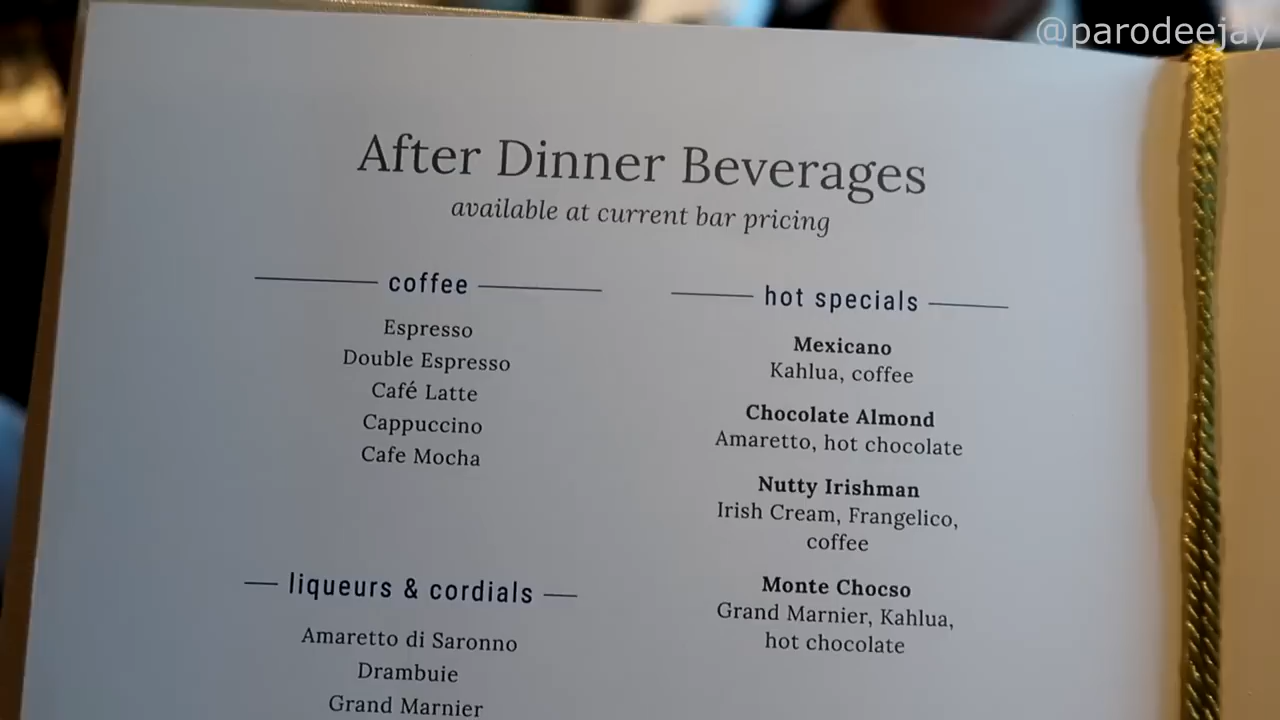 @parodeejay
After Dinner Beverages
available at current bar pricing
coffee
Espresso
Double Espresso
Café Latte
Cappuccino
Cafe Mocha
liqueurs & cordials
Amaretto di Saronno
Drambuie
Grand Marnier
hot specials
Mexicano
Kahlua, coffee
Chocolate Almond
Amaretto, hot chocolate
Nutty Irishman
Irish Cream, Frangelico,
coffee
Monte Chocso
Grand Marnier, Kahlua,
hot chocolate